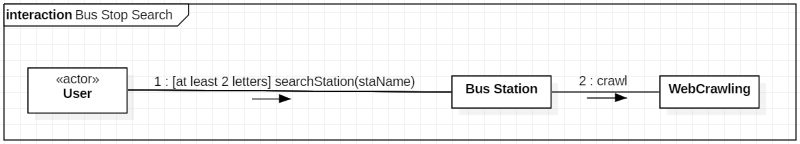 interaction Bus Stop Search
«actor»
User
1 : [at least 2 letters] searchStation(staName)
Bus Station
2 : crawl
WebCrawling